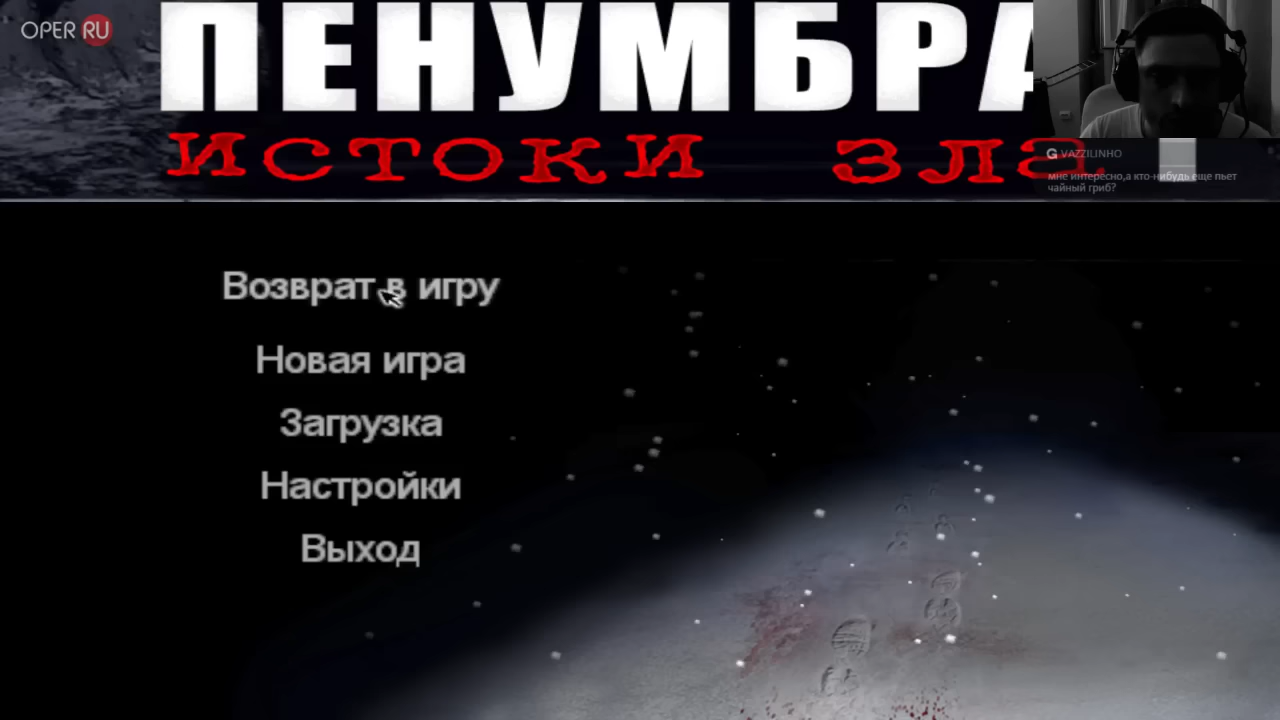 OPER RU
ПЕНУМБРА
истоки зла
G VAZZILINHO
мне интересно,а кто-нибудь еще пьет
чайный гриб?
Возврат в игру
Новая игра
Загрузка
Настройки
Выход